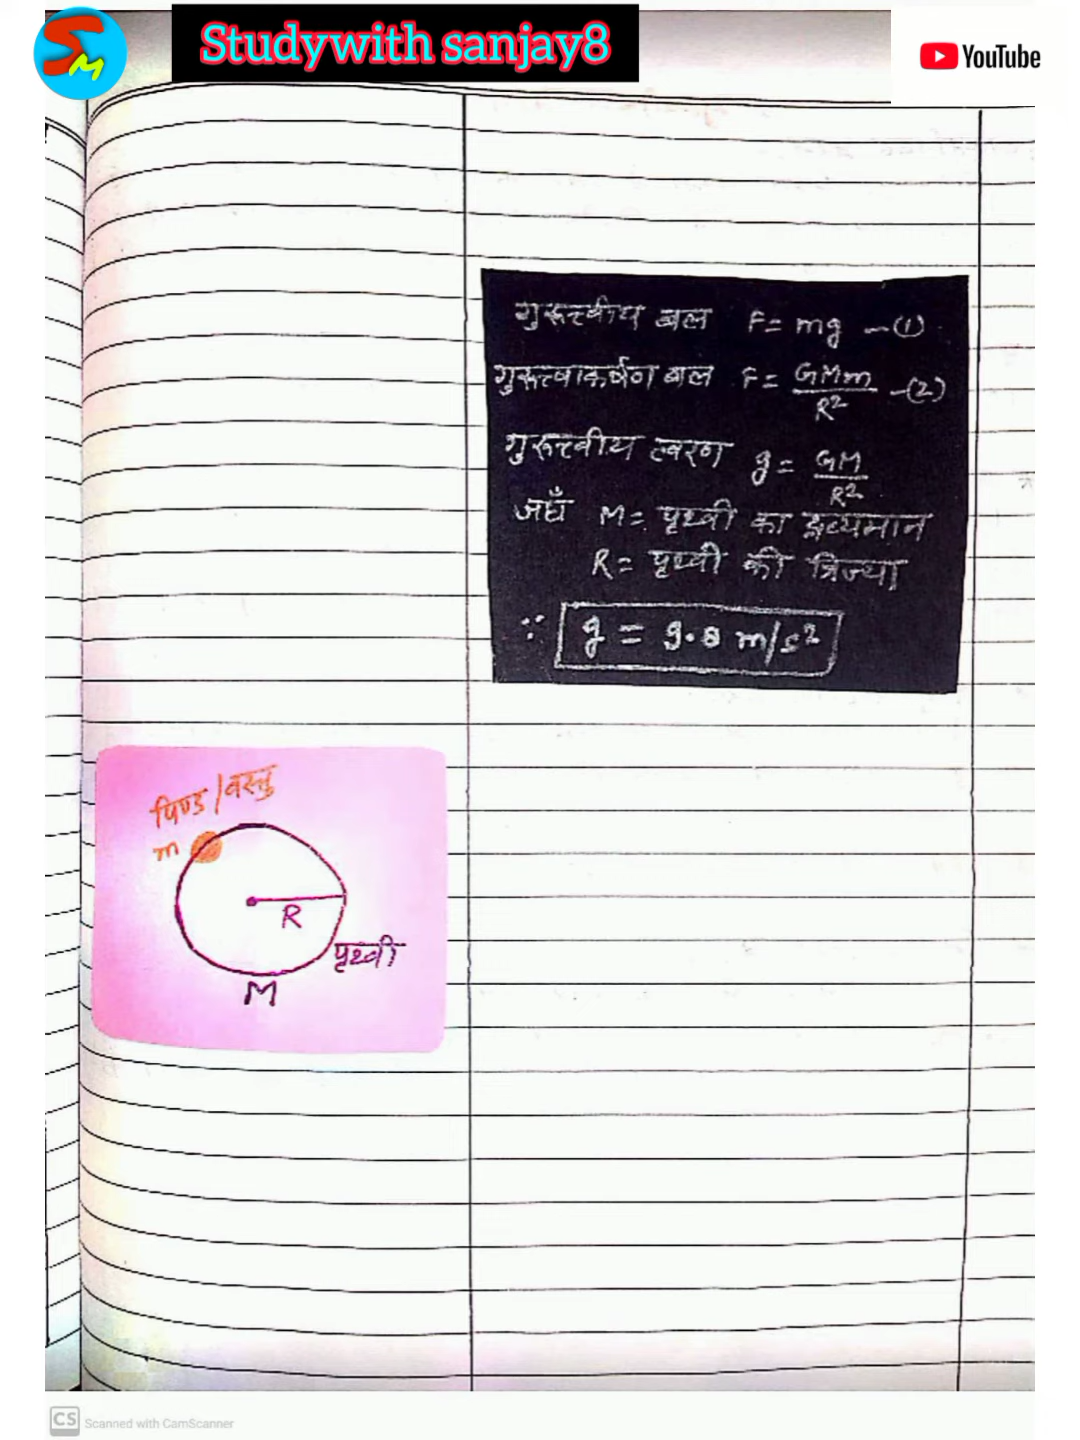 Studywith sanjay8
YouTube
SM
गुरूत्वीय बल F= mg —(1)
गुरूत्वाकर्षण बल F= GMm/R² —(2)
गुरूत्वीय त्वरण g= GM/R²
जहाँ M= पृथ्वी का द्रव्यमान
R= पृथ्वी की त्रिज्या
∵ g = 9.8 m/s²
पिण्ड/वस्तु
m
R
पृथ्वी
M
CS Scanned with CamScanner